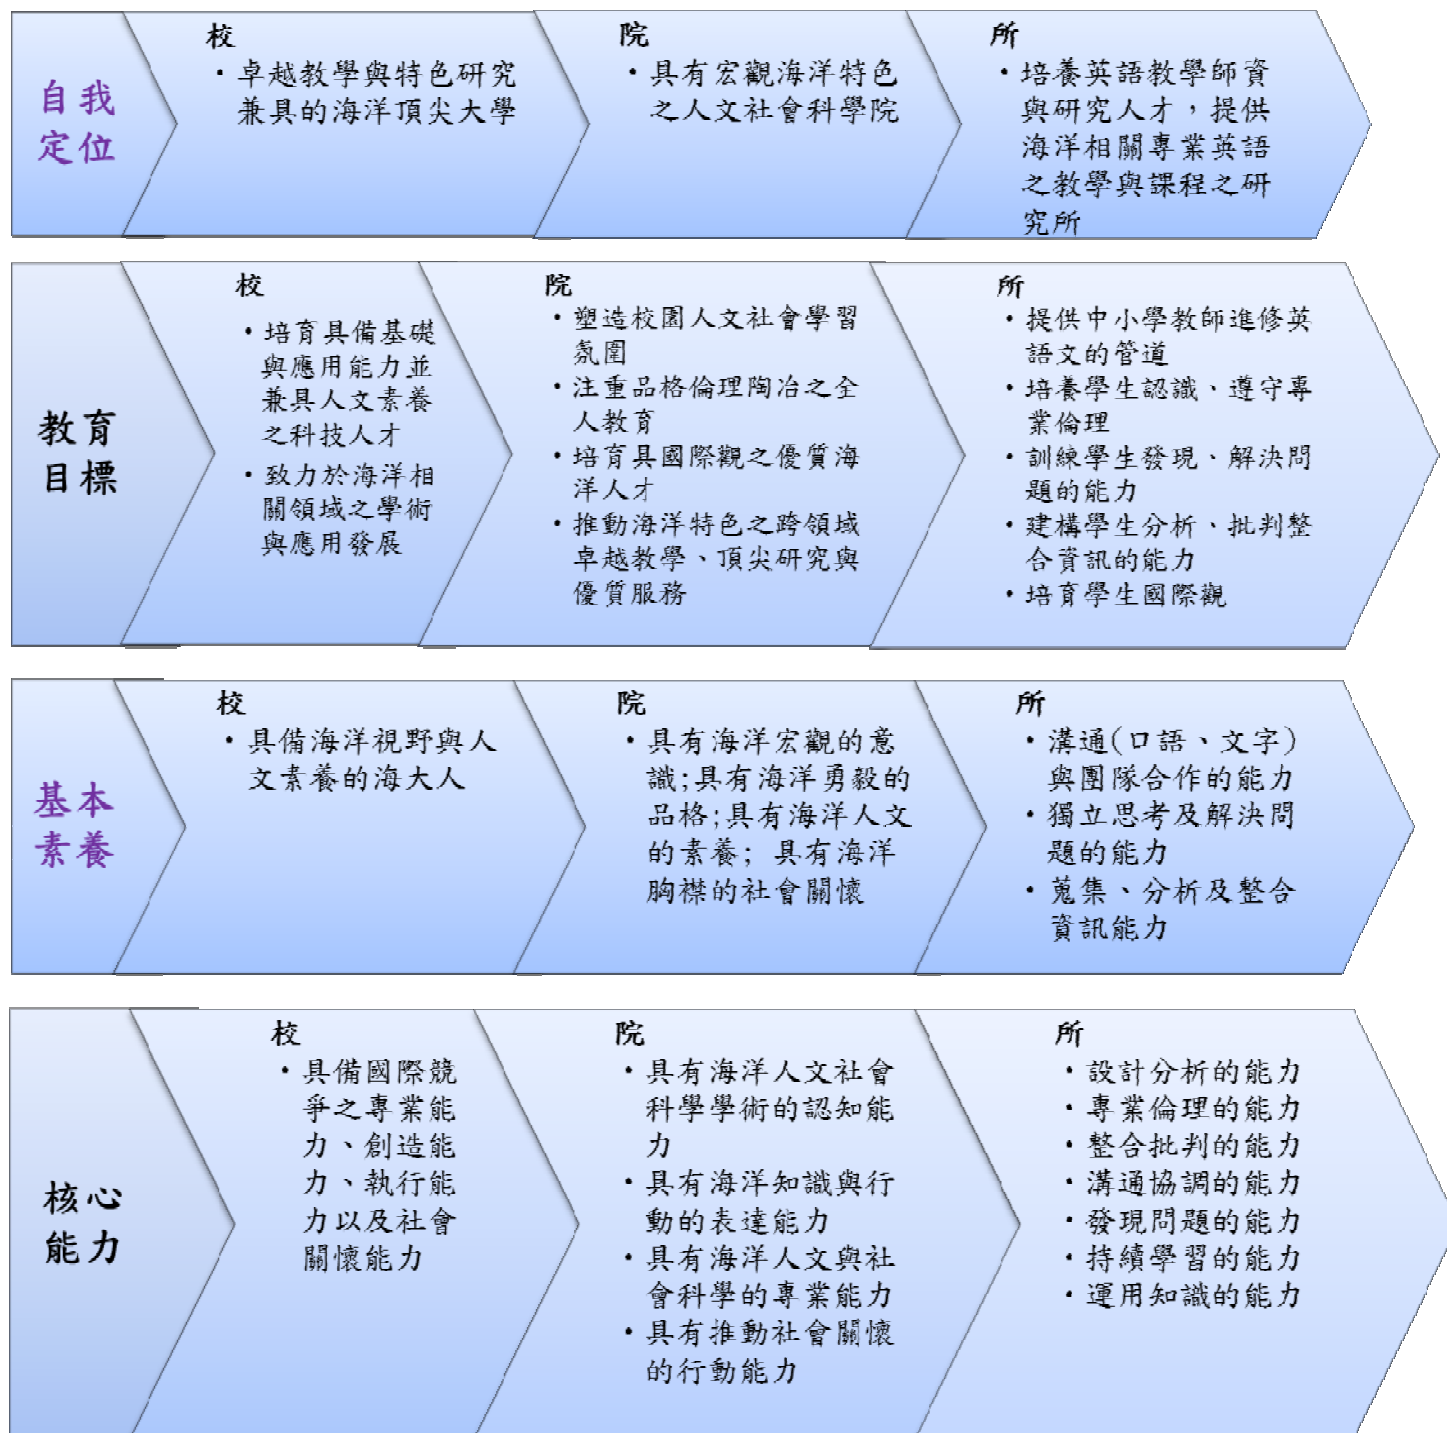 自我
定位
校
・卓越教學與特色研究
兼具的海洋頂尖大學
院
・具有宏觀海洋特色
之人文社會科學院
所
・培養英語教學師資
與研究人才，提供
海洋相關專業英語
之教學與課程之研
究所
教育
目標
校
・培育具備基礎
與應用能力並
兼具人文素養
之科技人才
・致力於海洋相
關領域之學術
與應用發展
院
・塑造校園人文社會學習
氛圍
・注重品格倫理陶冶之全
人教育
・培育具國際觀之優質海
洋人才
・推動海洋特色之跨領域
卓越教學、頂尖研究與
優質服務
所
・提供中小學教師進修英
語文的管道
・培養學生認識、遵守專
業倫理
・訓練學生發現、解決問
題的能力
・建構學生分析、批判整
合資訊的能力
・培育學生國際觀
基本
素養
校
・具備海洋視野與人
文素養的海大人
院
・具有海洋宏觀的意
識;具有海洋勇毅的
品格;具有海洋人文
的素養; 具有海洋
胸襟的社會關懷
所
・溝通(口語、文字)
與團隊合作的能力
・獨立思考及解決問
題的能力
・蒐集、分析及整合
資訊能力
核心
能力
校
・具備國際競
爭之專業能
力、創造能
力、執行能
力以及社會
關懷能力
院
・具有海洋人文社會
科學學術的認知能
力
・具有海洋知識與行
動的表達能力
・具有海洋人文與社
會科學的專業能力
・具有推動社會關懷
的行動能力
所
・設計分析的能力
・專業倫理的能力
・整合批判的能力
・溝通協調的能力
・發現問題的能力
・持續學習的能力
・運用知識的能力